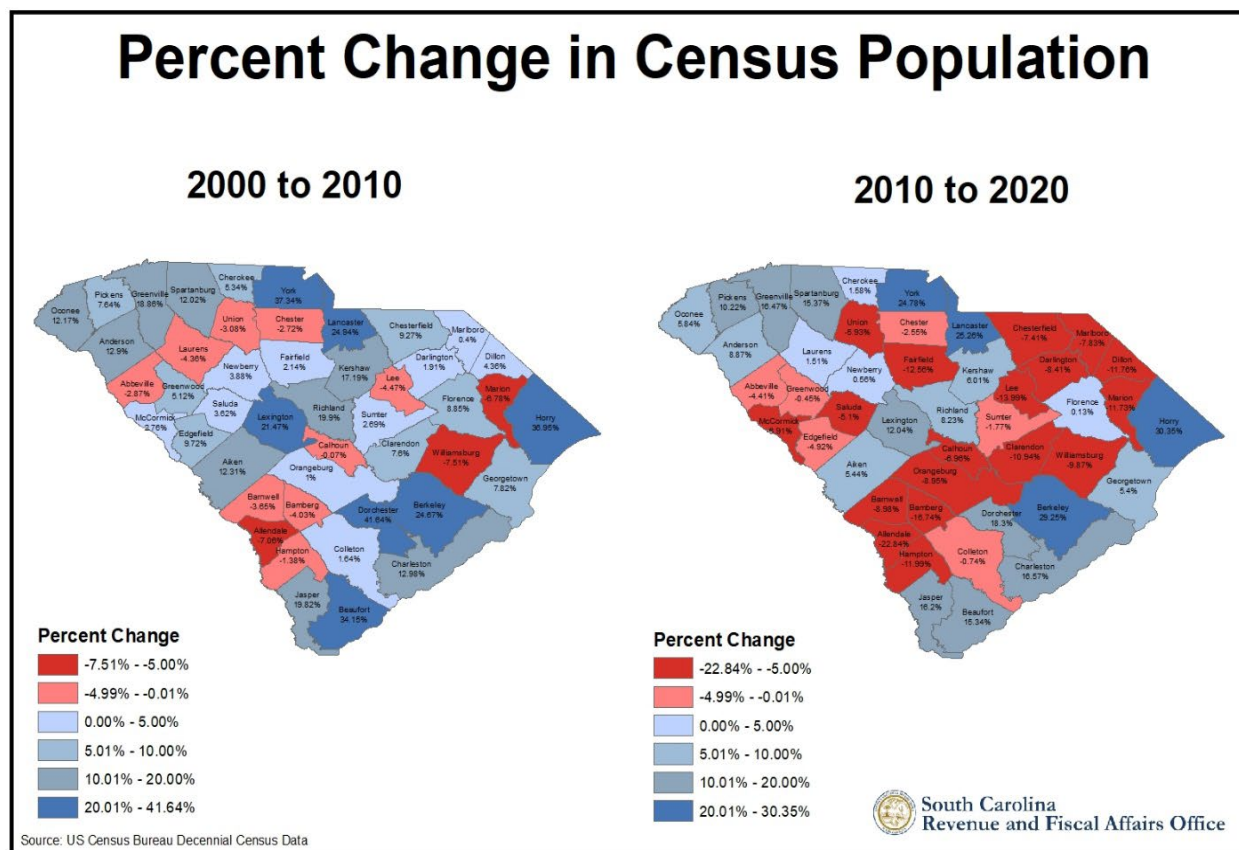 Percent Change in Census Population
2000 to 2010
Oconee
12.17%
Pickens
7.64%
Greenville
18.86%
Spartanburg
12.02%
Cherokee
5.34%
York
37.34%
Union
-3.08%
Chester
-2.72%
Lancaster
24.94%
Chesterfield
9.27%
Marlboro
0.4%
Anderson
12.9%
Laurens
-4.36%
Fairfield
2.14%
Darlington
1.91%
Dillon
4.36%
Newberry
3.88%
Kershaw
17.19%
Lee
-4.47%
Marion
-6.78%
Abbeville
-2.87%
Greenwood
5.12%
Saluda
3.62%
Lexington
21.47%
Richland
19.9%
Sumter
2.69%
Florence
8.85%
Horry
36.95%
McCormick
2.76%
Edgefield
9.72%
Calhoun
-0.07%
Clarendon
7.6%
Williamsburg
-7.51%
Aiken
12.31%
Orangeburg
1%
Georgetown
7.82%
Barnwell
-3.65%
Bamberg
-4.03%
Dorchester
41.64%
Berkeley
24.67%
Allendale
-7.06%
Hampton
-1.38%
Colleton
1.64%
Charleston
12.98%
Jasper
19.82%
Beaufort
34.15%
Percent Change
-7.51% - -5.00%
-4.99% - -0.01%
0.00% - 5.00%
5.01% - 10.00%
10.01% - 20.00%
20.01% - 41.64%
Source: US Census Bureau Decennial Census Data
2010 to 2020
Oconee
5.84%
Pickens
10.22%
Greenville
16.47%
Spartanburg
15.37%
Cherokee
1.58%
York
24.78%
Union
-5.93%
Chester
-2.55%
Lancaster
25.26%
Chesterfield
-7.41%
Marlboro
-7.83%
Anderson
8.87%
Laurens
1.51%
Fairfield
-12.56%
Darlington
-8.41%
Dillon
-11.76%
Newberry
0.56%
Kershaw
6.01%
Lee
-13.99%
Marion
-11.73%
Abbeville
-4.41%
Greenwood
-0.45%
Saluda
-5.1%
Lexington
12.04%
Richland
8.23%
Sumter
-1.77%
Florence
0.13%
Horry
30.35%
McCormick
Edgefield
-4.92%
Calhoun
-6.96%
Clarendon
-10.94%
Williamsburg
-9.87%
Aiken
5.44%
Orangeburg
-8.95%
Georgetown
5.4%
Barnwell
-8.98%
Bamberg
-16.74%
Dorchester
18.3%
Berkeley
29.25%
Allendale
-22.84%
Hampton
-11.99%
Colleton
-0.74%
Charleston
16.57%
Jasper
16.2%
Beaufort
15.34%
Percent Change
-22.84% - -5.00%
-4.99% - -0.01%
0.00% - 5.00%
5.01% - 10.00%
10.01% - 20.00%
20.01% - 30.35%
South Carolina
Revenue and Fiscal Affairs Office